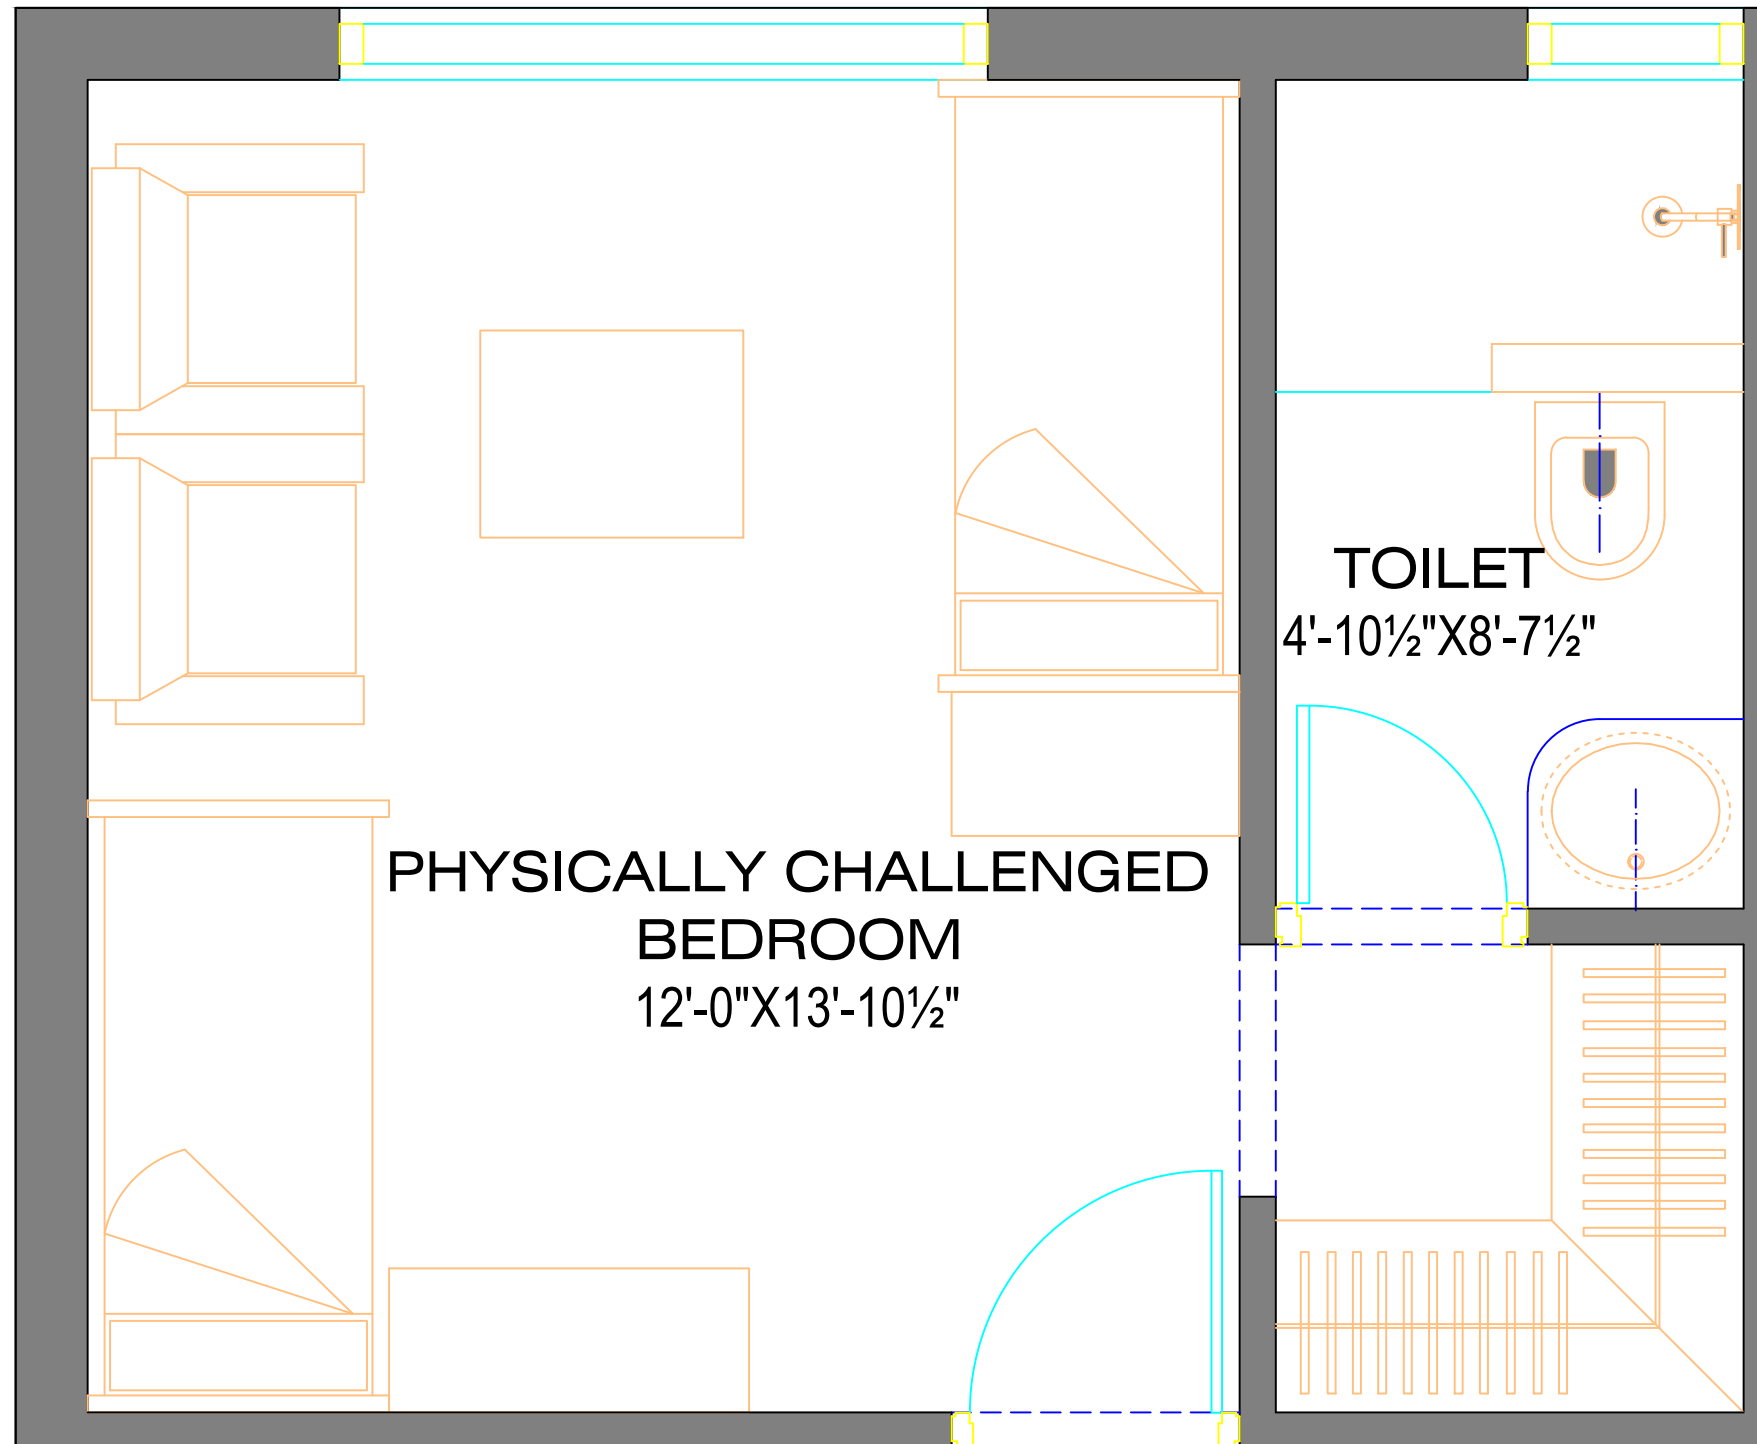 TOILET
4'-10½"X8'-7½"
PHYSICALLY CHALLENGED
BEDROOM
12'-0"X13'-10½"